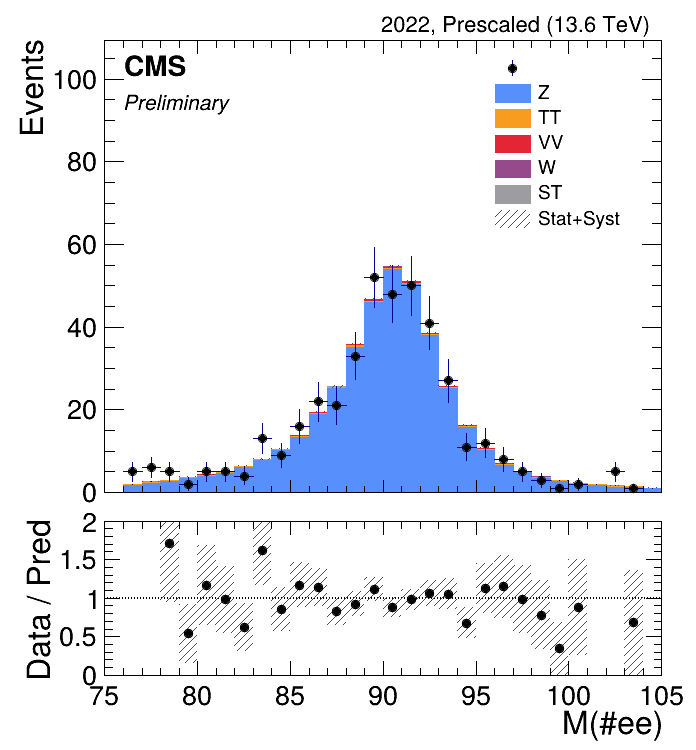 2022, Prescaled (13.6 TeV)
CMS
Preliminary
Events
100
80
60
40
20
0
Z
TT
VV
W
ST
Stat+Syst
Data / Pred
2
1.5
1
0.5
0
75 80 85 90 95 100 105
M(#ee)